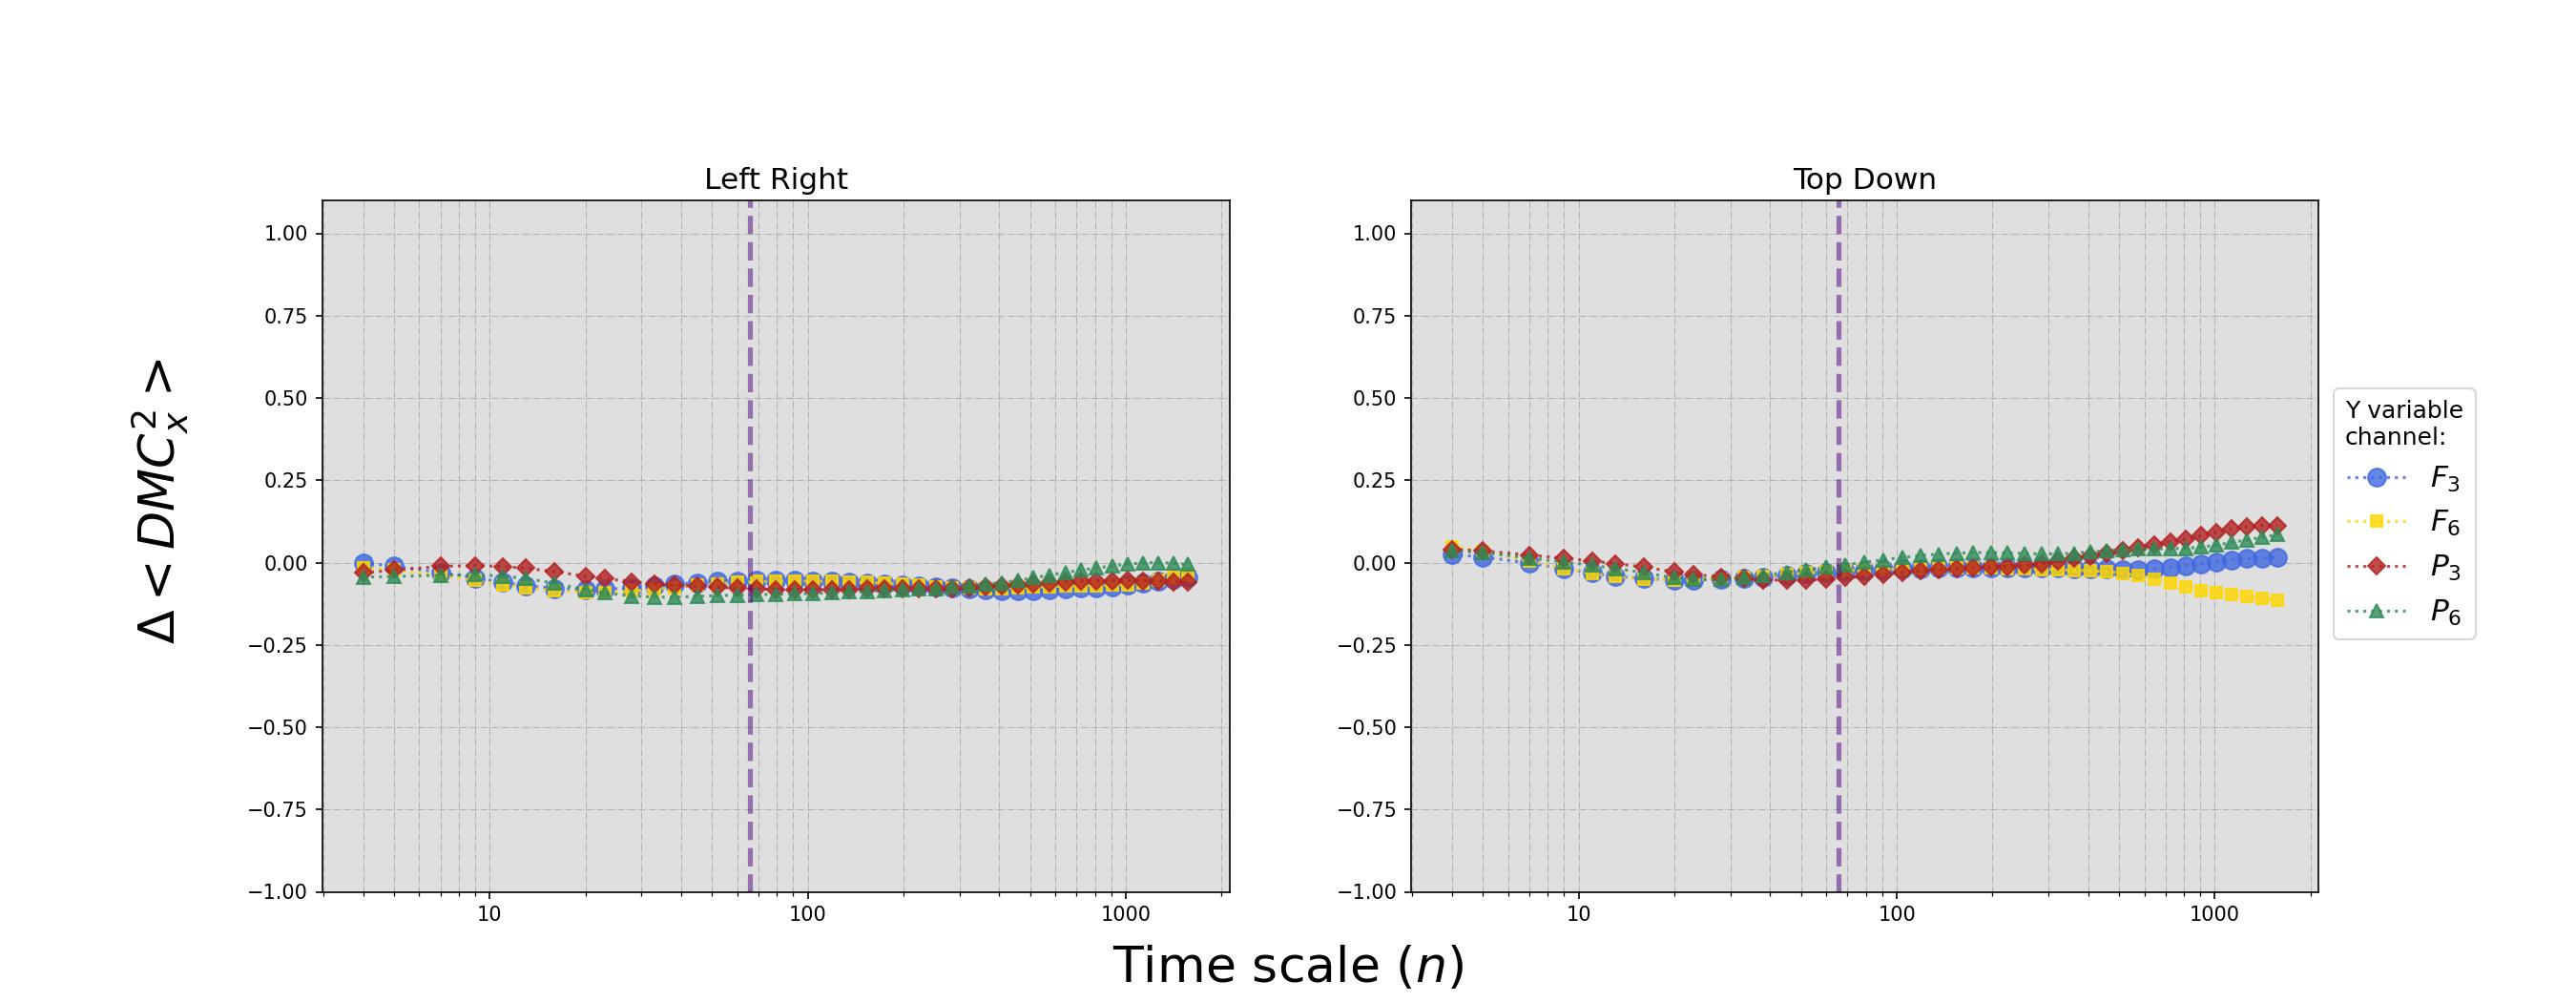 Left Right
Top Down
Δ < DMC²ₓ >
1.00
0.75
0.50
0.25
0.00
−0.25
−0.50
−0.75
−1.00
10 100 1000
1.00
0.75
0.50
0.25
0.00
−0.25
−0.50
−0.75
−1.00
10 100 1000
Y variable
channel:
F₃
F₆
P₃
P₆
Time scale (n)